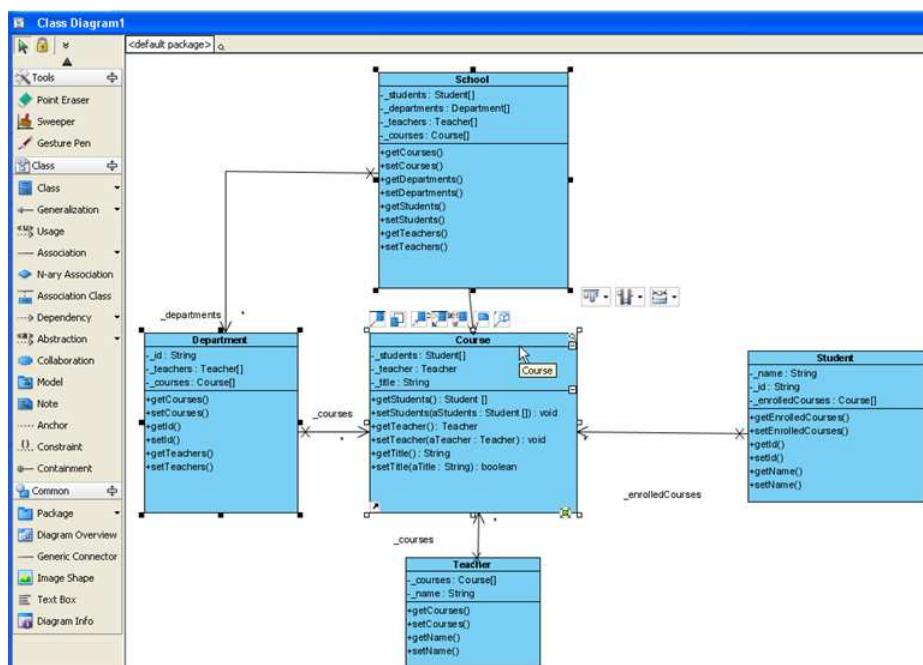 Class Diagram1
<default package>
Tools
Point Eraser
Sweeper
Gesture Pen
Class
Class
Generalization
Usage
Association
N-ary Association
Association Class
Dependency
Abstraction
Collaboration
Model
Note
Anchor
Constraint
Containment
Common
Package
Diagram Overview
Generic Connector
Image Shape
Text Box
Diagram Info
School
-_students : Student[]
-_departments : Department[]
-_teachers : Teacher[]
-_courses : Course[]
+getCourses()
+setCourses()
+getDepartments()
+setDepartments()
+getStudents()
+setStudents()
+getTeachers()
+setTeachers()
_departments *
Department
-_id : String
-_teachers : Teacher[]
-_courses : Course[]
+getCourses()
+setCourses()
+getId()
+setId()
+getTeachers()
+setTeachers()
_courses
*
Course
-_students : Student[]
-_teacher : Teacher
-_title : String
+getStudents() : Student []
+setStudents(aStudents : Student []) : void
+getTeacher() : Teacher
+setTeacher(aTeacher : Teacher) : void
+getTitle() : String
+setTitle(aTitle : String) : boolean
Course
*
_enrolledCourses
Student
-_name : String
-_id : String
-_enrolledCourses : Course[]
+getEnrolledCourses()
+setEnrolledCourses()
+getId()
+setId()
+getName()
+setName()
*
_courses
Teacher
-_courses : Course[]
-_name : String
+getCourses()
+setCourses()
+getName()
+setName()